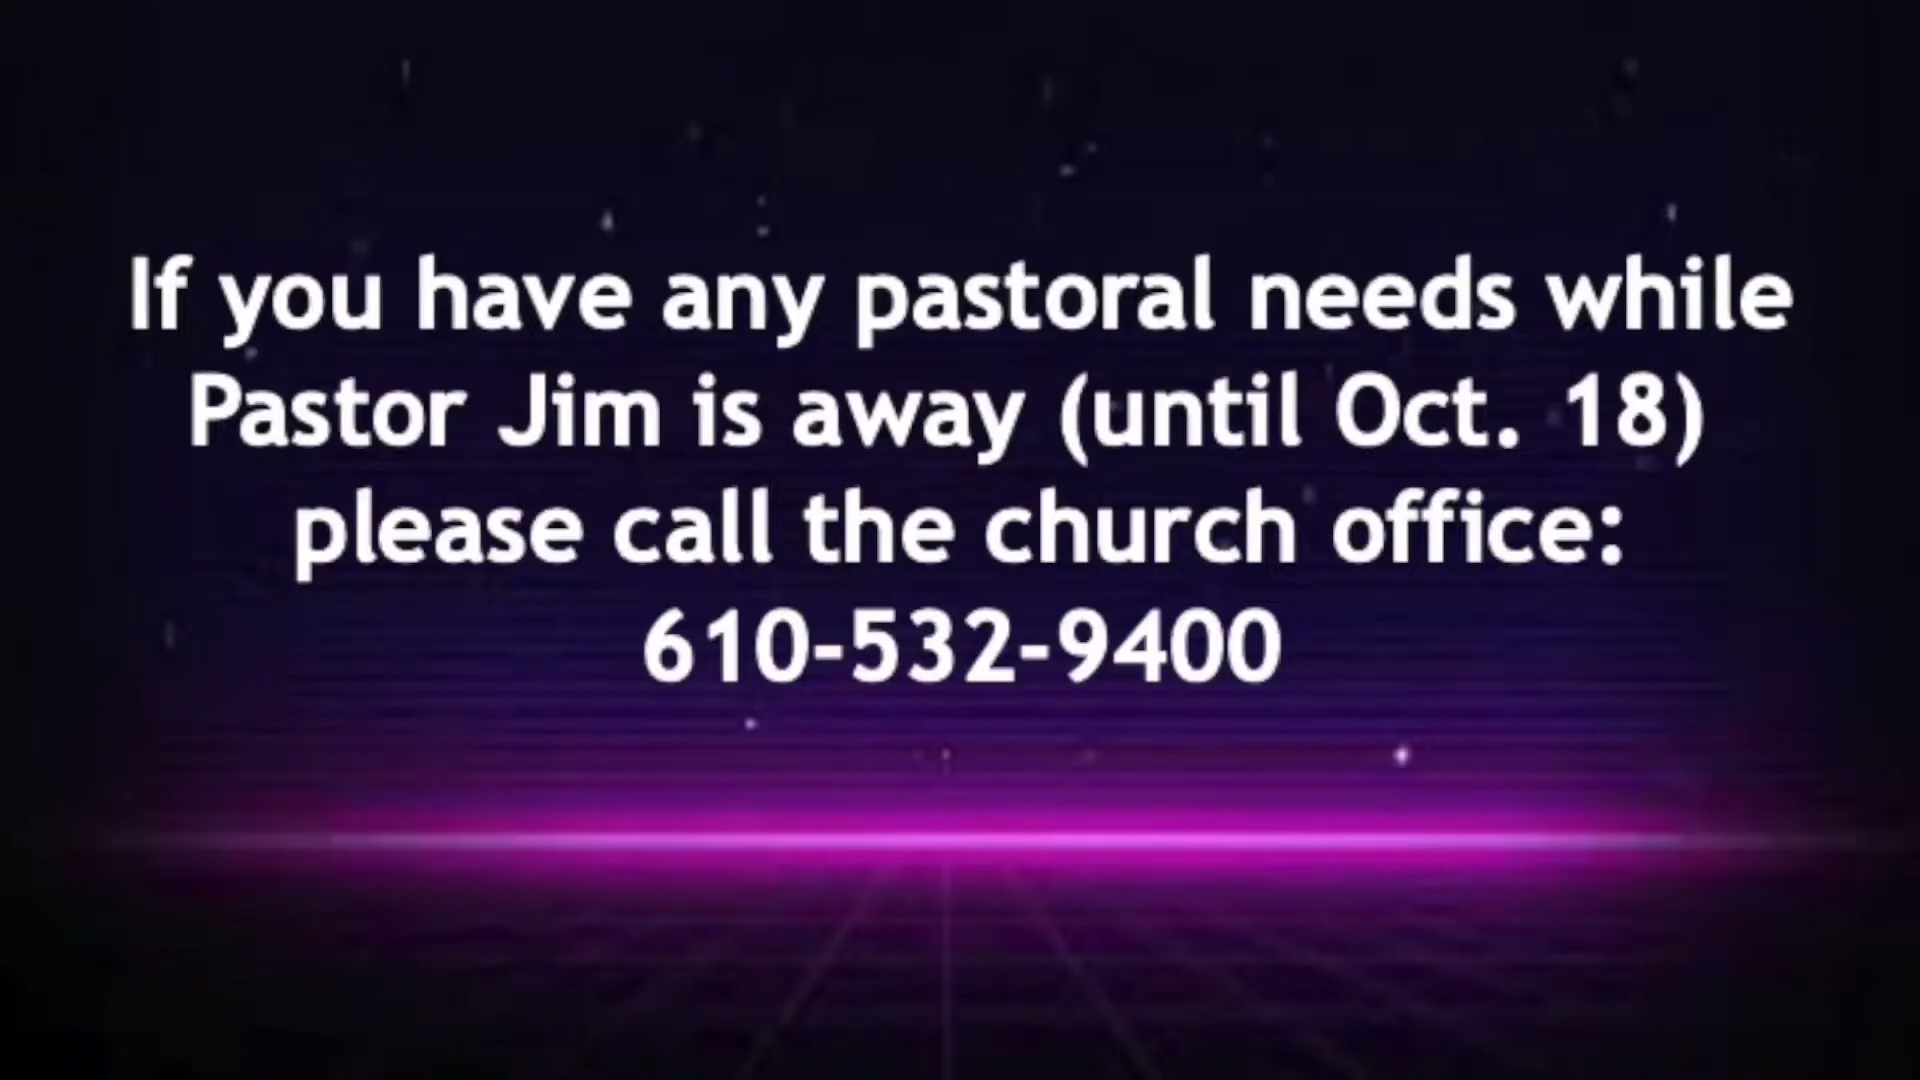 If you have any pastoral needs while
Pastor Jim is away (until Oct. 18)
please call the church office:
610-532-9400